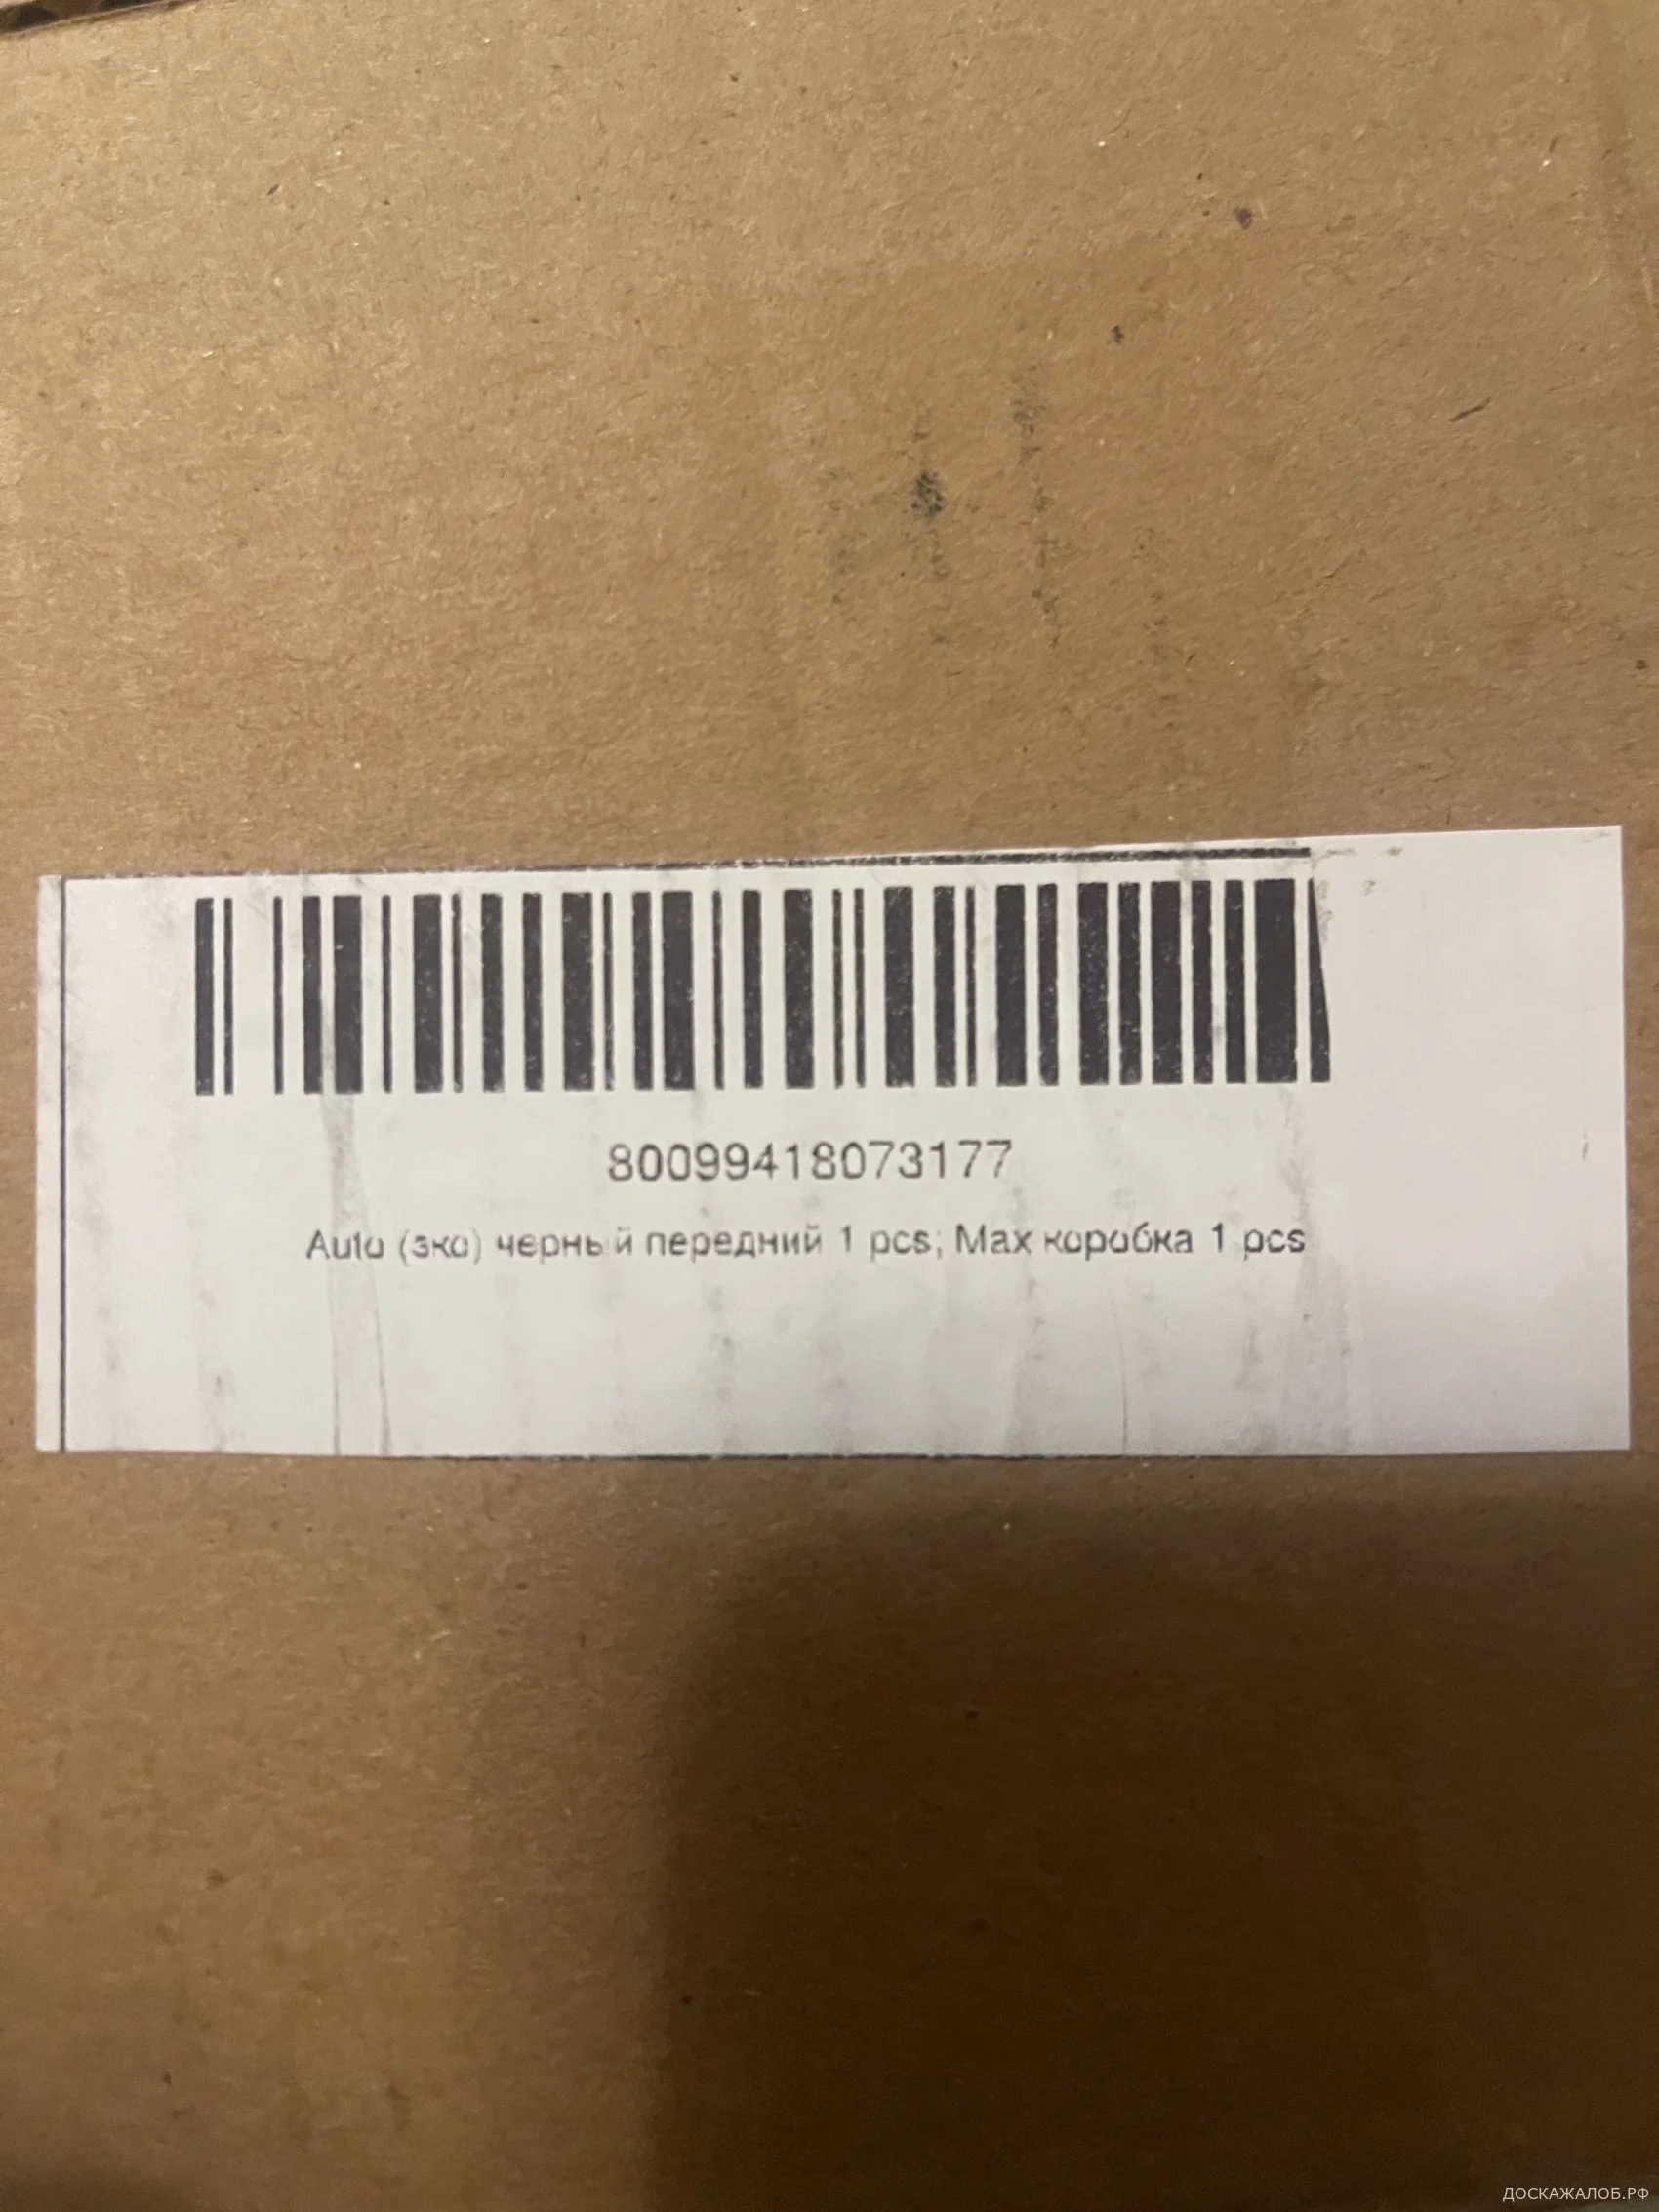 80099418073177
Auto (эко) черный передний 1 pcs; Max коробка 1 pcs
ДОСКАЖАЛОБ.РФ